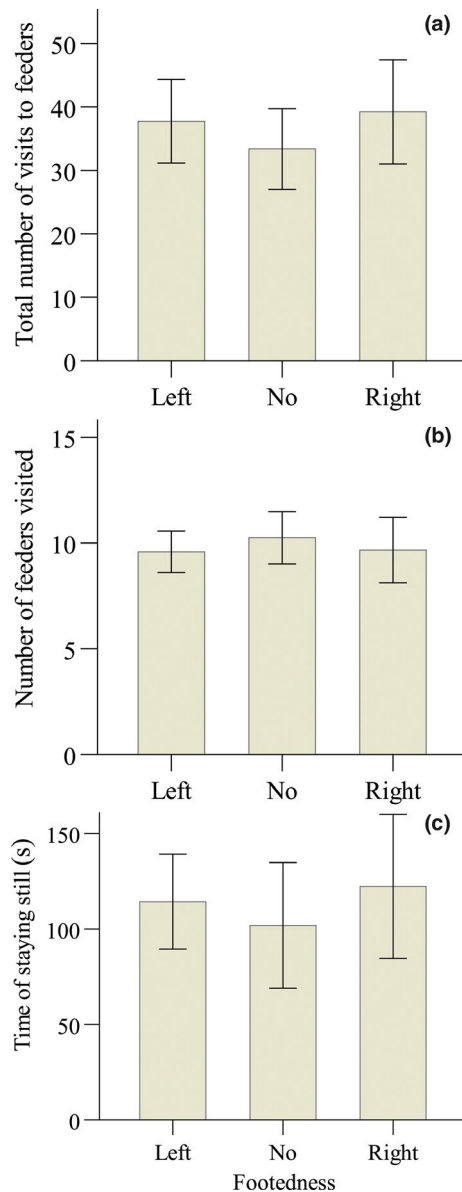 (a)
Total number of visits to feeders
50
40
30
20
10
0
Left No Right
(b)
Number of feeders visited
15
10
5
0
Left No Right
(c)
Time of staying still (s)
150
100
50
0
Left No Right
Footedness